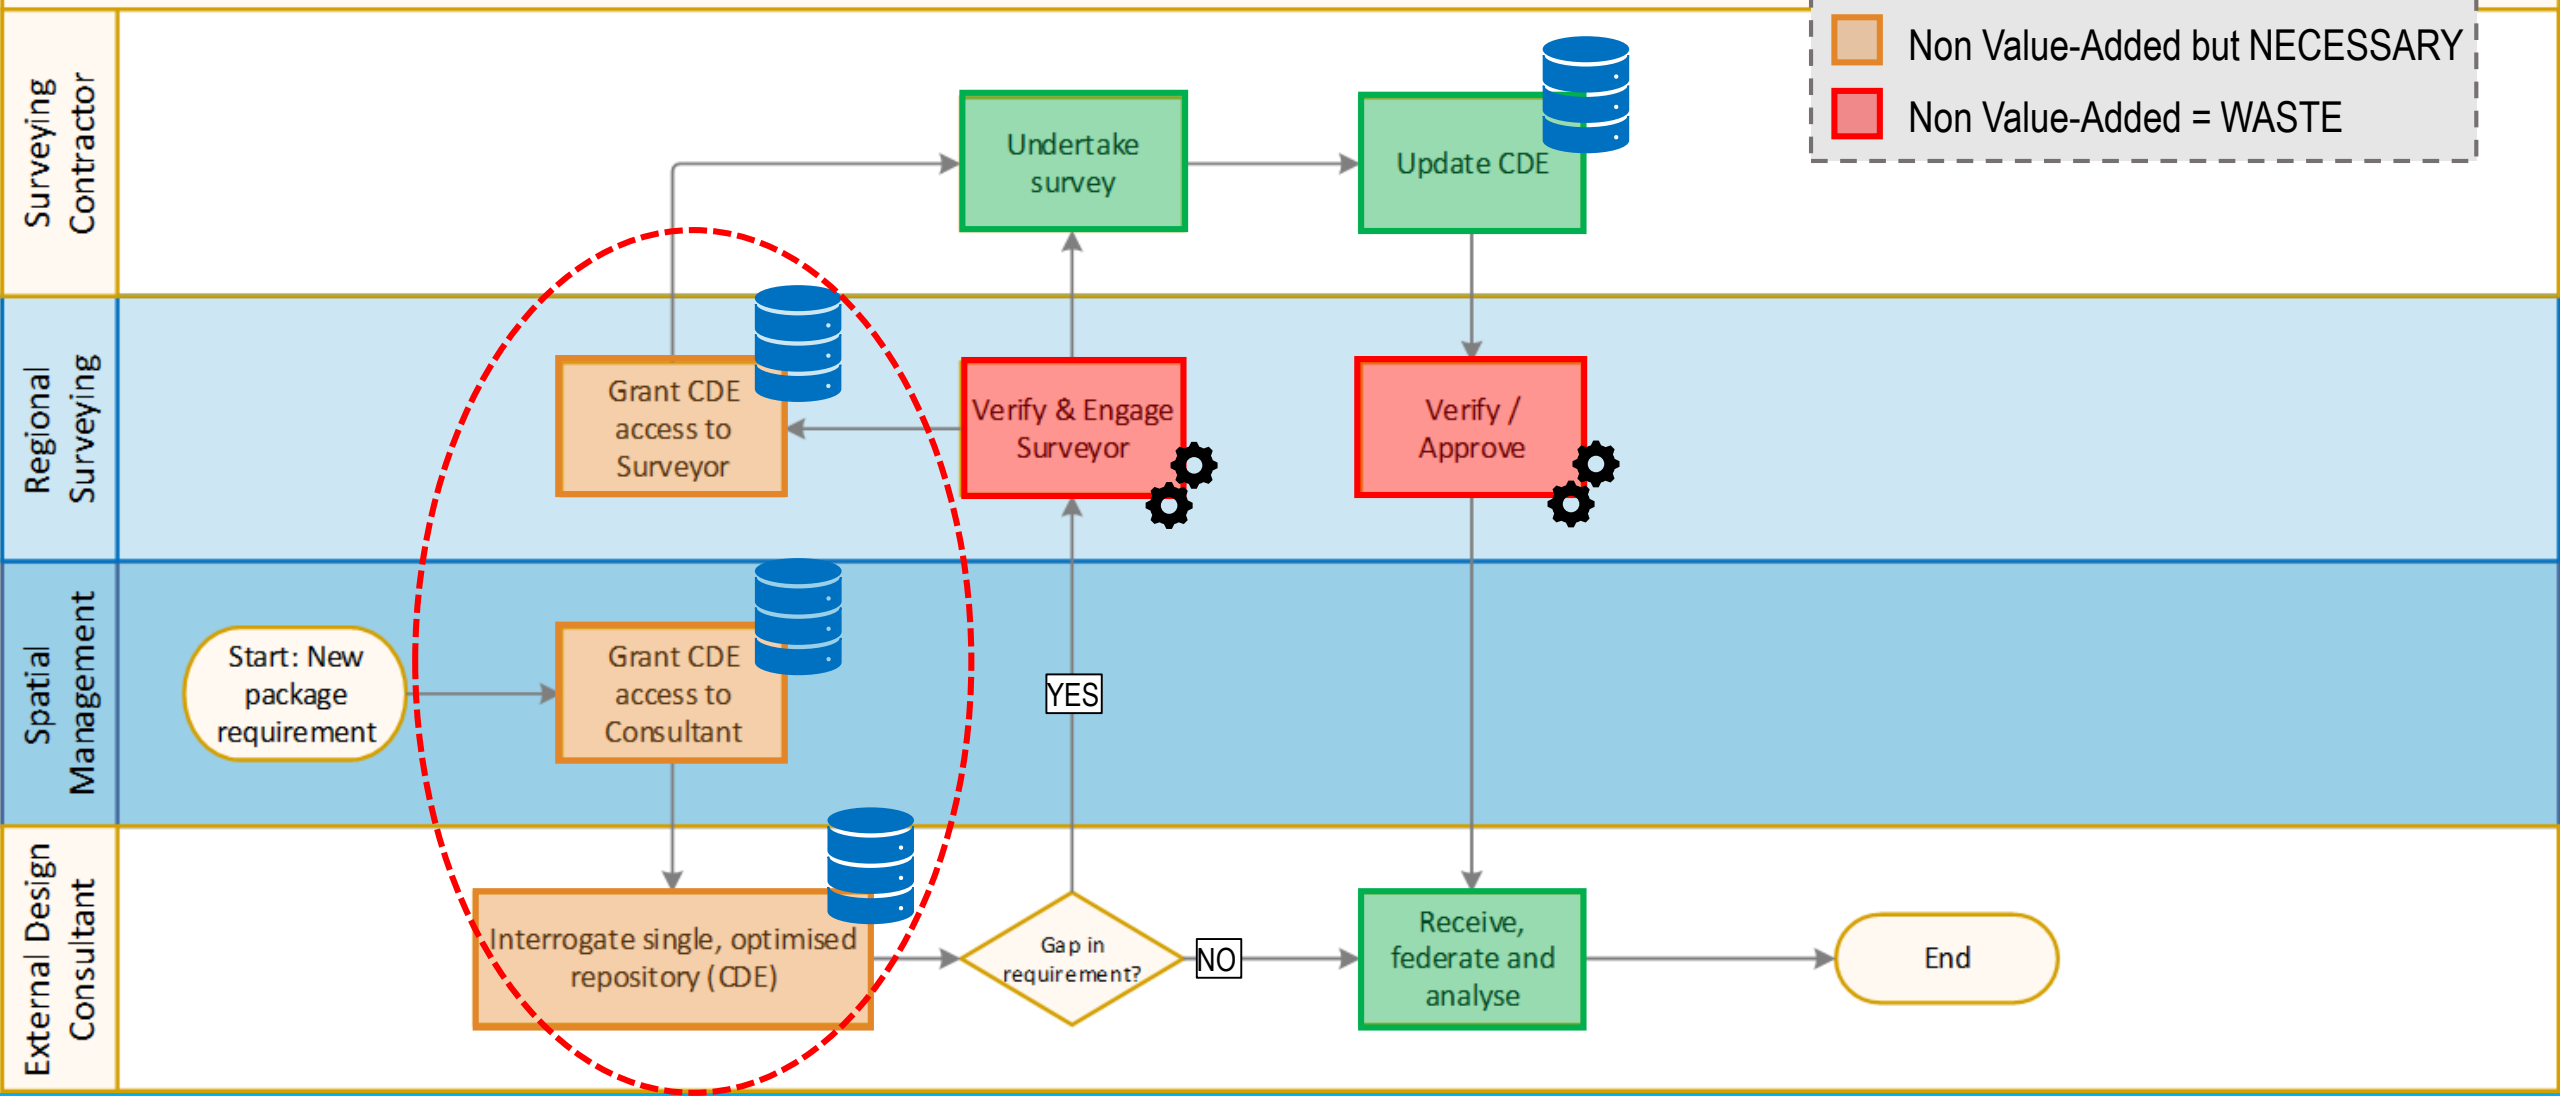 Non Value-Added but NECESSARY
Non Value-Added = WASTE
Surveying
Contractor
Undertake
survey
Update CDE
Regional
Surveying
Grant CDE
access to
Surveyor
Verify & Engage
Surveyor
Verify /
Approve
Spatial
Management
Start: New
package
requirement
Grant CDE
access to
Consultant
YES
External Design
Consultant
Interrogate single, optimised
repository (CDE)
Gap in
requirement?
NO
Receive,
federate and
analyse
End